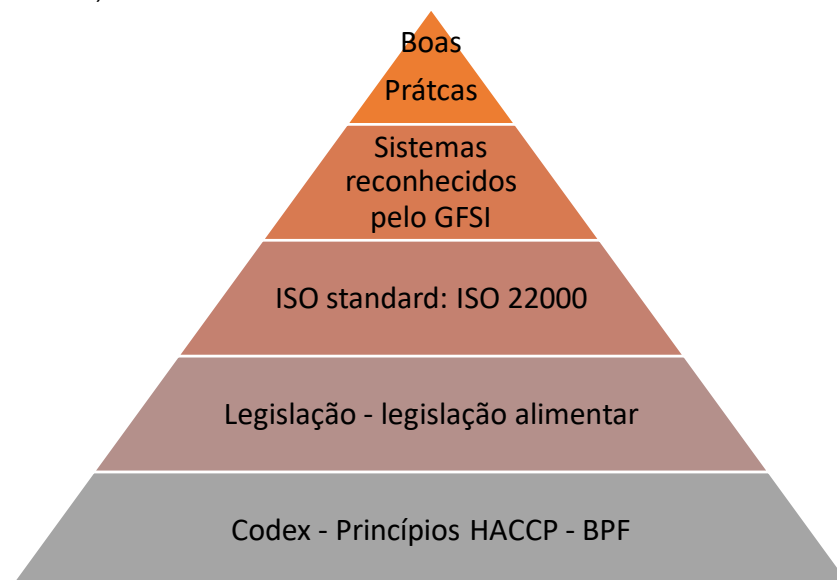 Boas
Prátcas
Sistemas
reconhecidos
pelo GFSI
ISO standard: ISO 22000
Legislação - legislação alimentar
Codex - Princípios HACCP - BPF